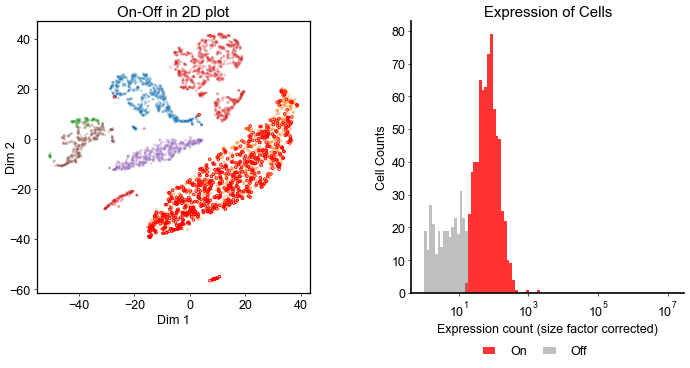 On-Off in 2D plot
40
20
0
−20
−40
−60
Dim 2
−40 −20 0 20 40
Dim 1
Expression of Cells
80
70
60
50
40
30
20
10
0
Cell Counts
10^1 10^3 10^5 10^7
Expression count (size factor corrected)
On Off